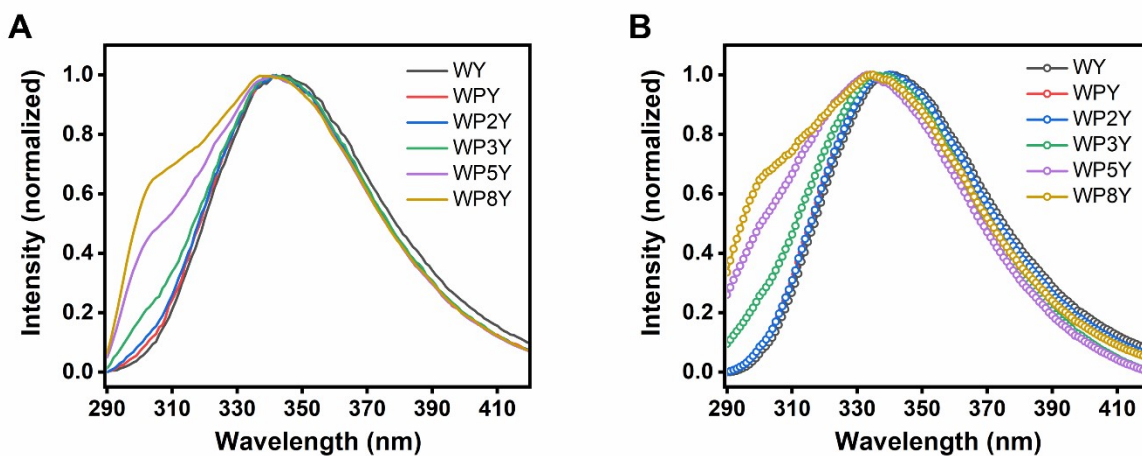 A
Intensity (normalized)
1.0
0.8
0.6
0.4
0.2
0.0
290 310 330 350 370 390 410
Wavelength (nm)
WY
WPY
WP2Y
WP3Y
WP5Y
WP8Y
B
Intensity (normalized)
1.0
0.8
0.6
0.4
0.2
0.0
290 310 330 350 370 390 410
Wavelength (nm)
WY
WPY
WP2Y
WP3Y
WP5Y
WP8Y